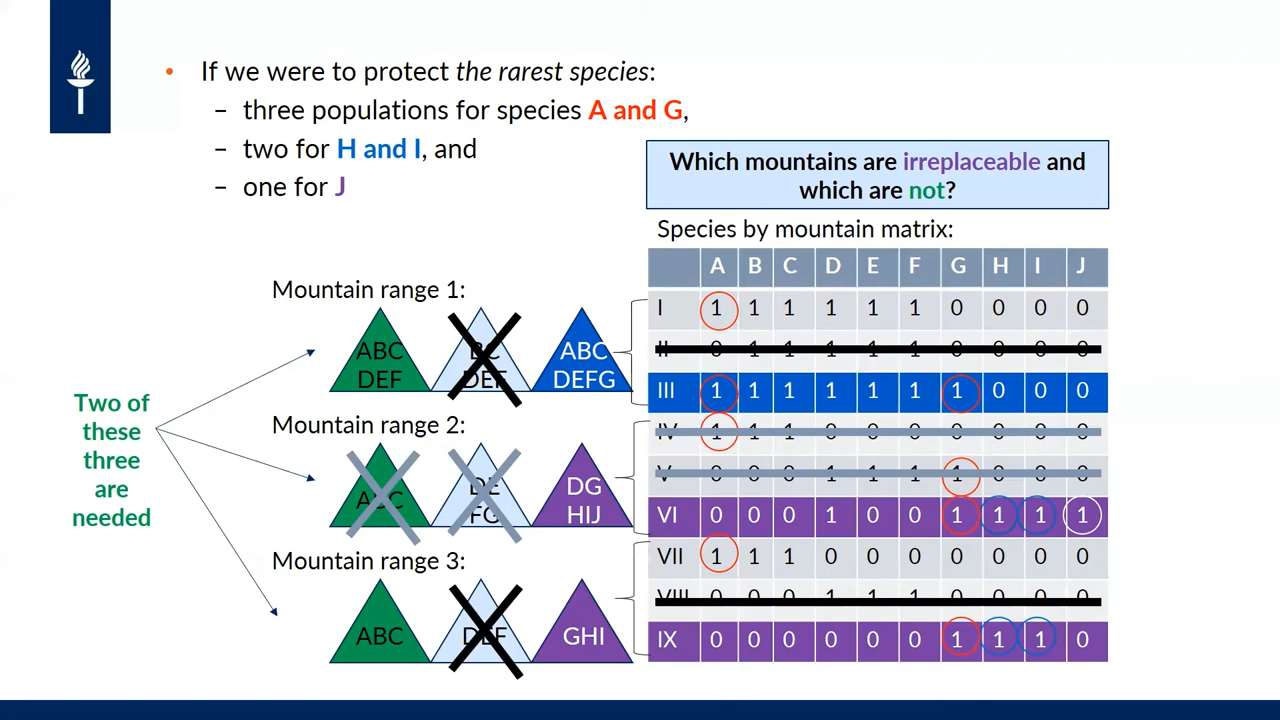 • If we were to protect the rarest species:
– three populations for species A and G,
– two for H and I, and
– one for J
Which mountains are irreplaceable and
which are not?
Species by mountain matrix:
A B C D E F G H I J
I 1 1 1 1 1 1 0 0 0 0
II 0 1 1 1 1 1 0 0 0 0
III 1 1 1 1 1 1 1 0 0 0
IV 1 1 1 0 0 0 0 0 0 0
V 0 0 0 1 1 1 1 0 0 0
VI 0 0 0 1 0 0 1 1 1 1
VII 1 1 1 0 0 0 0 0 0 0
VIII 0 0 0 1 1 1 0 0 0 0
IX 0 0 0 0 0 0 1 1 1 0
Mountain range 1:
ABC BC ABC
DEF DEF DEFG
Mountain range 2:
ABC DE DG
FG HIJ
Mountain range 3:
ABC DEF GHI
Two of
these
three
are
needed